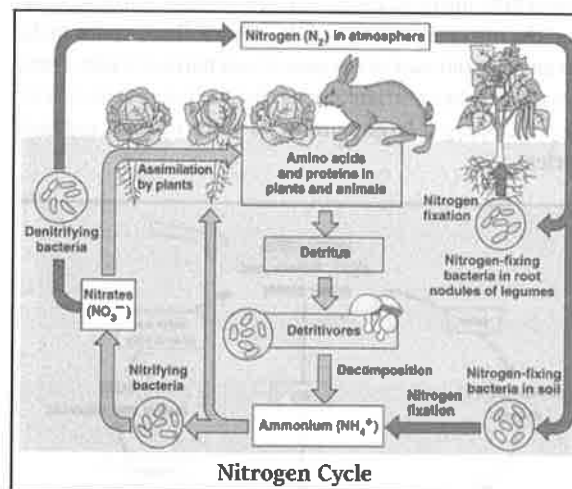 Nitrogen (N₂) in atmosphere
Assimilation
by plants
Amino acids
and proteins in
plants and animals
Nitrogen
fixation
Denitrifying
bacteria
Detritus
Nitrogen-fixing
bacteria in root
nodules of legumes
Nitrates
(NO₃⁻)
Detritivores
Decomposition
Nitrifying
bacteria
Nitrogen
fixation
Nitrogen-fixing
bacteria in soil
Ammonium (NH₄⁺)
Nitrogen Cycle